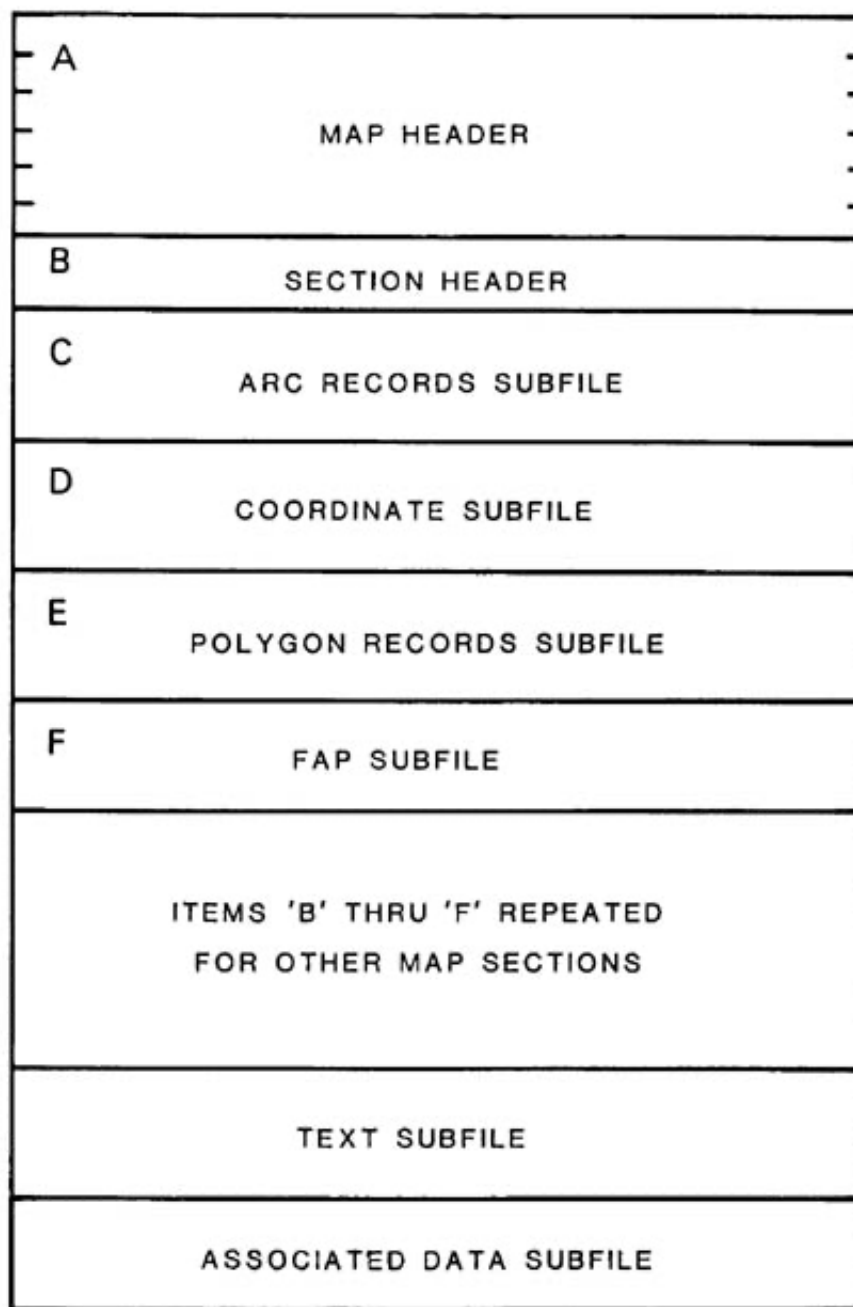 A
MAP HEADER
B
SECTION HEADER
C
ARC RECORDS SUBFILE
D
COORDINATE SUBFILE
E
POLYGON RECORDS SUBFILE
F
FAP SUBFILE
ITEMS 'B' THRU 'F' REPEATED
FOR OTHER MAP SECTIONS
TEXT SUBFILE
ASSOCIATED DATA SUBFILE